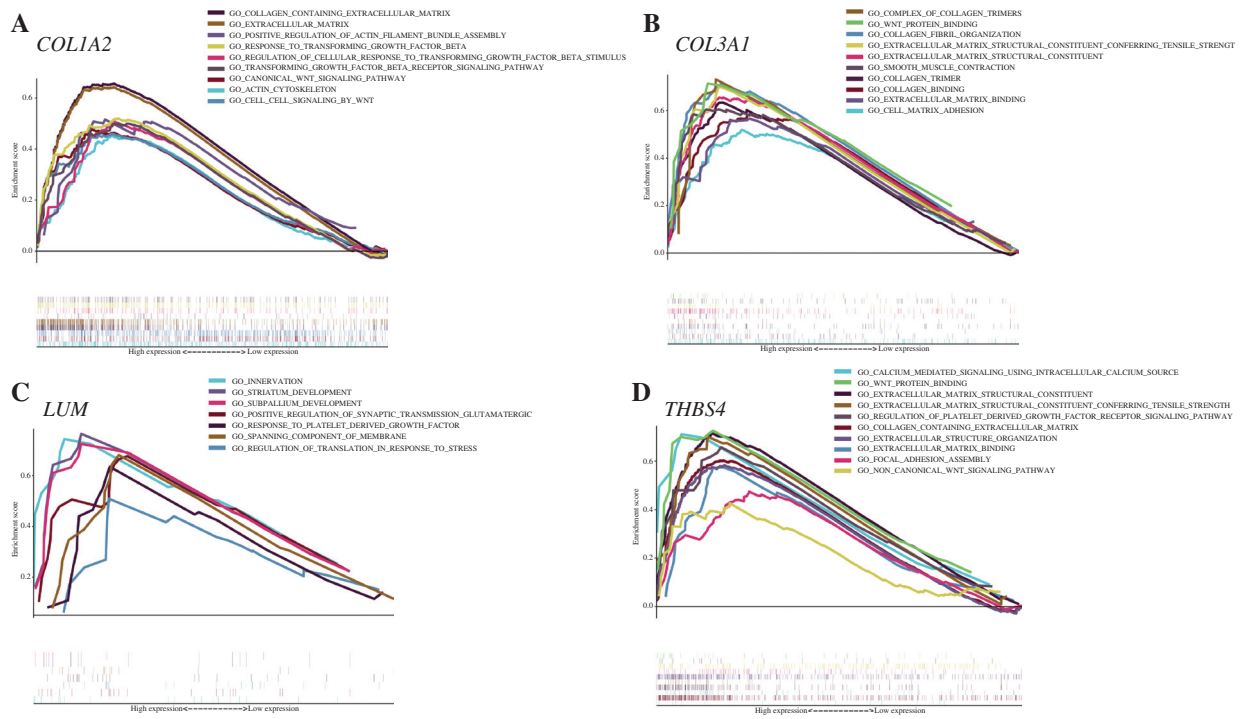 A
COL1A2
GO_COLLAGEN_CONTAINING_EXTRACELLULAR_MATRIX
GO_EXTRACELLULAR_MATRIX
GO_POSITIVE_REGULATION_OF_ACTIN_FILAMENT_BUNDLE_ASSEMBLY
GO_RESPONSE_TO_TRANSFORMING_GROWTH_FACTOR_BETA
GO_REGULATION_OF_CELLULAR_RESPONSE_TO_TRANSFORMING_GROWTH_FACTOR_BETA_STIMULUS
GO_TRANSFORMING_GROWTH_FACTOR_BETA_RECEPTOR_SIGNALING_PATHWAY
GO_CANONICAL_WNT_SIGNALING_PATHWAY
GO_ACTIN_CYTOSKELETON
GO_CELL_CELL_SIGNALING_BY_WNT
Enrichment score
0.6
0.4
0.2
0.0
High expression <------------> Low expression
B
COL3A1
GO_COMPLEX_OF_COLLAGEN_TRIMERS
GO_WNT_PROTEIN_BINDING
GO_COLLAGEN_FIBRIL_ORGANIZATION
GO_EXTRACELLULAR_MATRIX_STRUCTURAL_CONSTITUENT_CONFERRING_TENSILE_STRENGT
GO_EXTRACELLULAR_MATRIX_STRUCTURAL_CONSTITUENT
GO_SMOOTH_MUSCLE_CONTRACTION
GO_COLLAGEN_TRIMER
GO_COLLAGEN_BINDING
GO_EXTRACELLULAR_MATRIX_BINDING
GO_CELL_MATRIX_ADHESION
Enrichment score
0.6
0.4
0.2
0.0
High expression <------------> Low expression
C
LUM
GO_INNERVATION
GO_STRIATUM_DEVELOPMENT
GO_SUBPALLIUM_DEVELOPMENT
GO_POSITIVE_REGULATION_OF_SYNAPTIC_TRANSMISSION_GLUTAMATERGIC
GO_RESPONSE_TO_PLATELET_DERIVED_GROWTH_FACTOR
GO_SPANNING_COMPONENT_OF_MEMBRANE
GO_REGULATION_OF_TRANSLATION_IN_RESPONSE_TO_STRESS
Enrichment score
0.6
0.4
0.2
High expression <------------> Low expression
D
THBS4
GO_CALCIUM_MEDIATED_SIGNALING_USING_INTRACELLULAR_CALCIUM_SOURCE
GO_WNT_PROTEIN_BINDING
GO_EXTRACELLULAR_MATRIX_STRUCTURAL_CONSTITUENT
GO_EXTRACELLULAR_MATRIX_STRUCTURAL_CONSTITUENT_CONFERRING_TENSILE_STRENGTH
GO_REGULATION_OF_PLATELET_DERIVED_GROWTH_FACTOR_RECEPTOR_SIGNALING_PATHWAY
GO_COLLAGEN_CONTAINING_EXTRACELLULAR_MATRIX
GO_EXTRACELLULAR_STRUCTURE_ORGANIZATION
GO_EXTRACELLULAR_MATRIX_BINDING
GO_FOCAL_ADHESION_ASSEMBLY
GO_NON_CANONICAL_WNT_SIGNALING_PATHWAY
Enrichment score
0.6
0.4
0.2
0.0
High expression <------------> Low expression